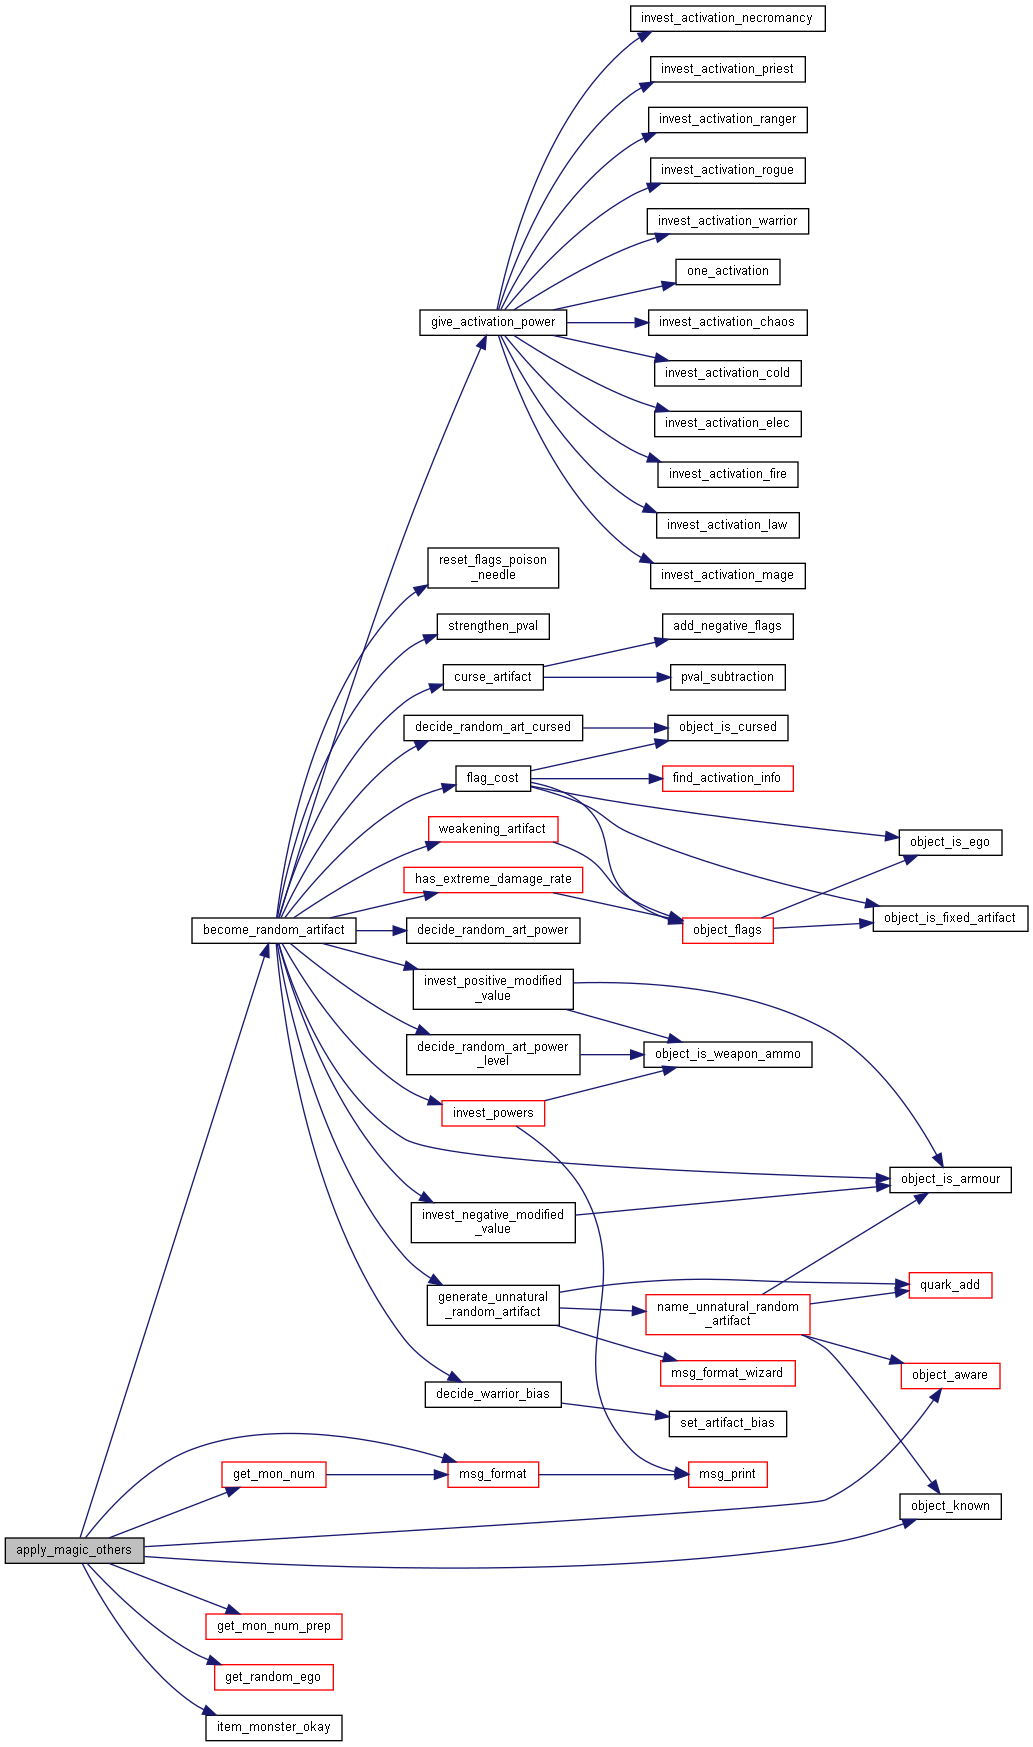 invest_activation_necromancy
invest_activation_priest
invest_activation_ranger
invest_activation_rogue
invest_activation_warrior
one_activation
give_activation_power
invest_activation_chaos
invest_activation_cold
invest_activation_elec
invest_activation_fire
invest_activation_law
reset_flags_poison
_needle
invest_activation_mage
strengthen_pval
add_negative_flags
curse_artifact
pval_subtraction
decide_random_art_cursed
object_is_cursed
flag_cost
find_activation_info
weakening_artifact
object_is_ego
has_extreme_damage_rate
object_is_fixed_artifact
become_random_artifact
decide_random_art_power
object_flags
invest_positive_modified
_value
decide_random_art_power
_level
object_is_weapon_ammo
invest_powers
object_is_armour
invest_negative_modified
_value
quark_add
generate_unnatural
_random_artifact
name_unnatural_random
_artifact
msg_format_wizard
object_aware
decide_warrior_bias
set_artifact_bias
get_mon_num
msg_format
msg_print
object_known
apply_magic_others
get_mon_num_prep
get_random_ego
item_monster_okay